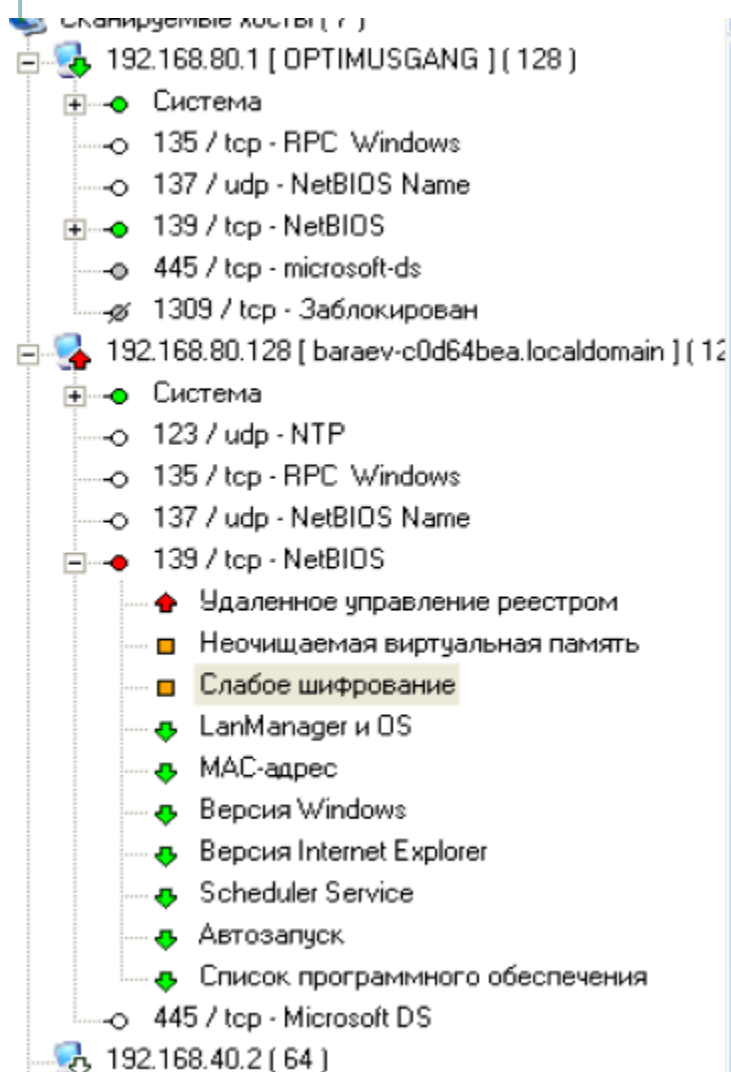 Сканируемые хосты ( 7 )
192.168.80.1 [ OPTIMUSGANG ] ( 128 )
Система
135 / tcp - RPC Windows
137 / udp - NetBIOS Name
139 / tcp - NetBIOS
445 / tcp - microsoft-ds
1309 / tcp - Заблокирован
192.168.80.128 [ baraev-c0d64bea.localdomain ] ( 12
Система
123 / udp - NTP
135 / tcp - RPC Windows
137 / udp - NetBIOS Name
139 / tcp - NetBIOS
Удаленное управление реестром
Неочищаемая виртуальная память
Слабое шифрование
LanManager и OS
MAC-адрес
Версия Windows
Версия Internet Explorer
Scheduler Service
Автозапуск
Список программного обеспечения
445 / tcp - Microsoft DS
192.168.40.2 ( 64 )